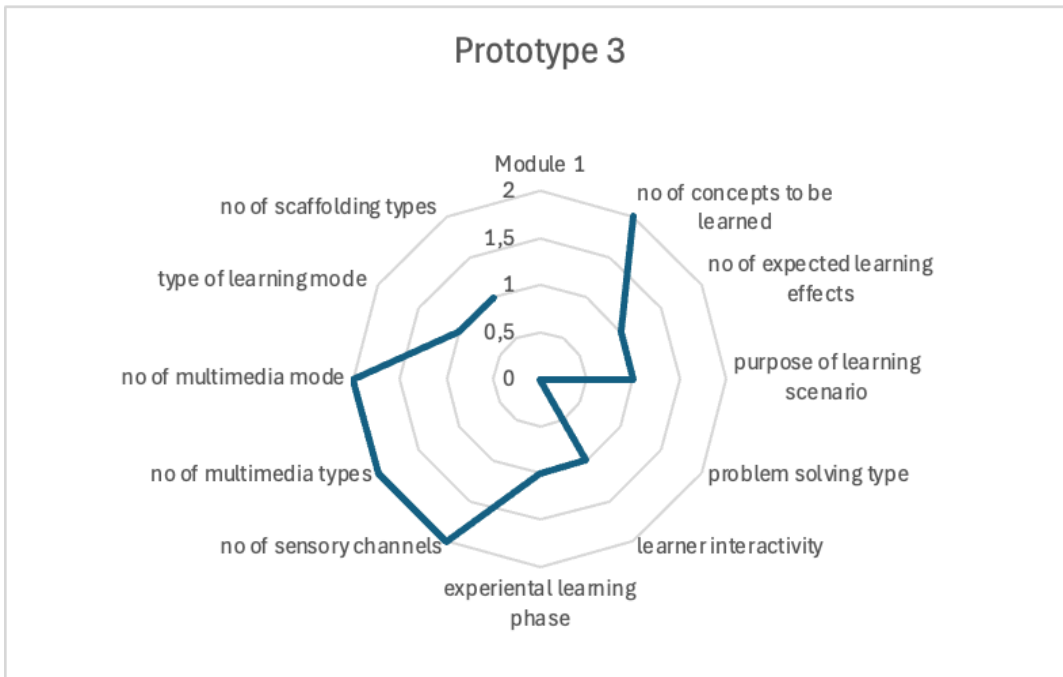 Prototype 3
Module 1
2
1,5
1
0,5
0
no of concepts to be
learned
no of expected learning
effects
purpose of learning
scenario
problem solving type
learner interactivity
experiental learning
phase
no of sensory channels
no of multimedia types
no of multimedia mode
type of learning mode
no of scaffolding types